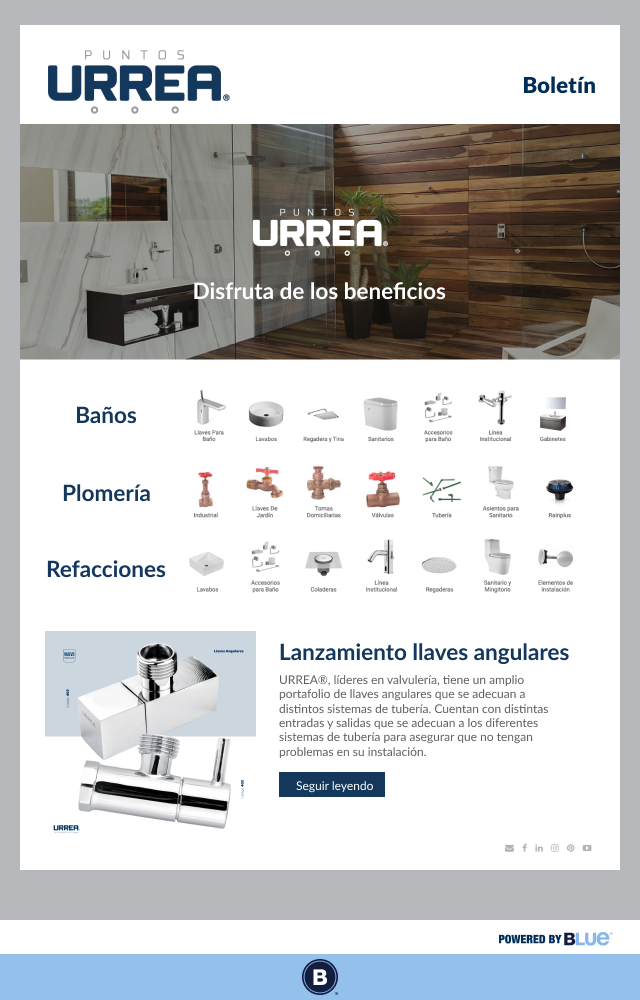 PUNTOS
URREA®
Boletín
PUNTOS
URREA®
Disfruta de los beneficios
Baños
Llaves Para
Baño
Lavabos
Regadera y Tina
Sanitarios
Accesorios
para Baño
Línea
Institucional
Gabinetes
Plomería
Industrial
Llaves De
Jardín
Tomas
Domiciliarias
Válvulas
Tubería
Asientos para
Sanitario
Rainplus
Refacciones
Lavabos
Accesorios
para Baño
Coladeras
Línea
Institucional
Regaderas
Sanitario y
Mingitorio
Elementos de
Instalación
NUEVO
Llaves Angulares
URREA
Lanzamiento llaves angulares
URREA®, líderes en valvulería, tiene un amplio
portafolio de llaves angulares que se adecuan a
distintos sistemas de tubería. Cuentan con distintas
entradas y salidas que se adecuan a los diferentes
sistemas de tubería para asegurar que no tengan
problemas en su instalación.
Seguir leyendo
POWERED BY BLUE
B